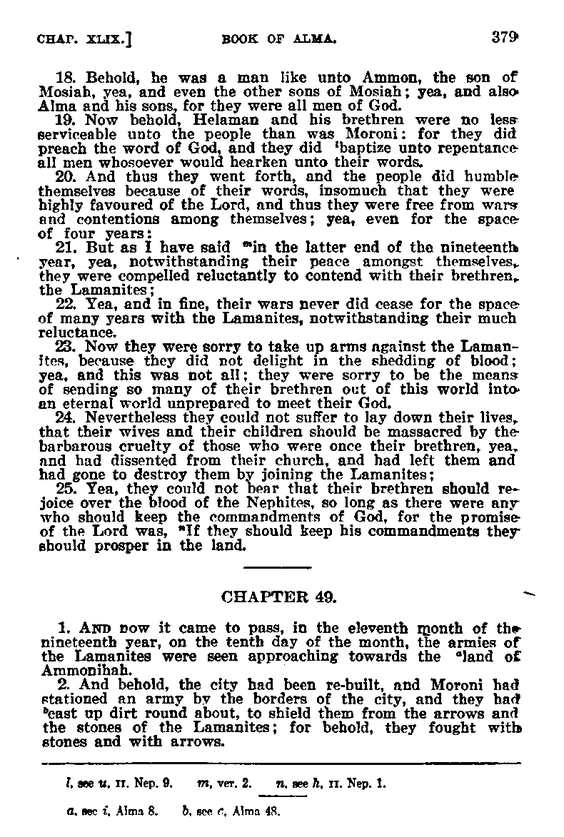 CHAP. XLIX.] BOOK OF ALMA. 379
18. Behold, he was a man like unto Ammon, the son of
Mosiah, yea, and even the other sons of Mosiah; yea, and also
Alma and his sons, for they were all men of God.
19. Now behold, Helaman and his brethren were no less
serviceable unto the people than was Moroni: for they did
preach the word of God, and they did ˡbaptize unto repentance
all men whosoever would hearken unto their words.
20. And thus they went forth, and the people did humble
themselves because of their words, insomuch that they were
highly favoured of the Lord, and thus they were free from wars
and contentions among themselves; yea, even for the space
of four years:
21. But as I have said ᵐin the latter end of the nineteenth
year, yea, notwithstanding their peace amongst themselves,
they were compelled reluctantly to contend with their brethren,
the Lamanites;
22. Yea, and in fine, their wars never did cease for the space
of many years with the Lamanites, notwithstanding their much
reluctance.
23. Now they were sorry to take up arms against the Laman-
ites, because they did not delight in the shedding of blood;
yea, and this was not all; they were sorry to be the means
of sending so many of their brethren out of this world into
an eternal world unprepared to meet their God.
24. Nevertheless they could not suffer to lay down their lives,
that their wives and their children should be massacred by the
barbarous cruelty of those who were once their brethren, yea,
and had dissented from their church, and had left them and
had gone to destroy them by joining the Lamanites;
25. Yea, they could not bear that their brethren should re-
joice over the blood of the Nephites, so long as there were any
who should keep the commandments of God, for the promise
of the Lord was, ⁿIf they should keep his commandments they
should prosper in the land.
CHAPTER 49.
1. AND now it came to pass, in the eleventh month of the
nineteenth year, on the tenth day of the month, the armies of
the Lamanites were seen approaching towards the ᵃland of
Ammonihah.
2. And behold, the city had been re-built, and Moroni had
stationed an army by the borders of the city, and they had
ᵇcast up dirt round about, to shield them from the arrows and
the stones of the Lamanites; for behold, they fought with
stones and with arrows.
l, see u, II. Nep. 9. m, ver. 2. n, see h, II. Nep. 1.
a, see i, Alma 8. b, see c, Alma 48.